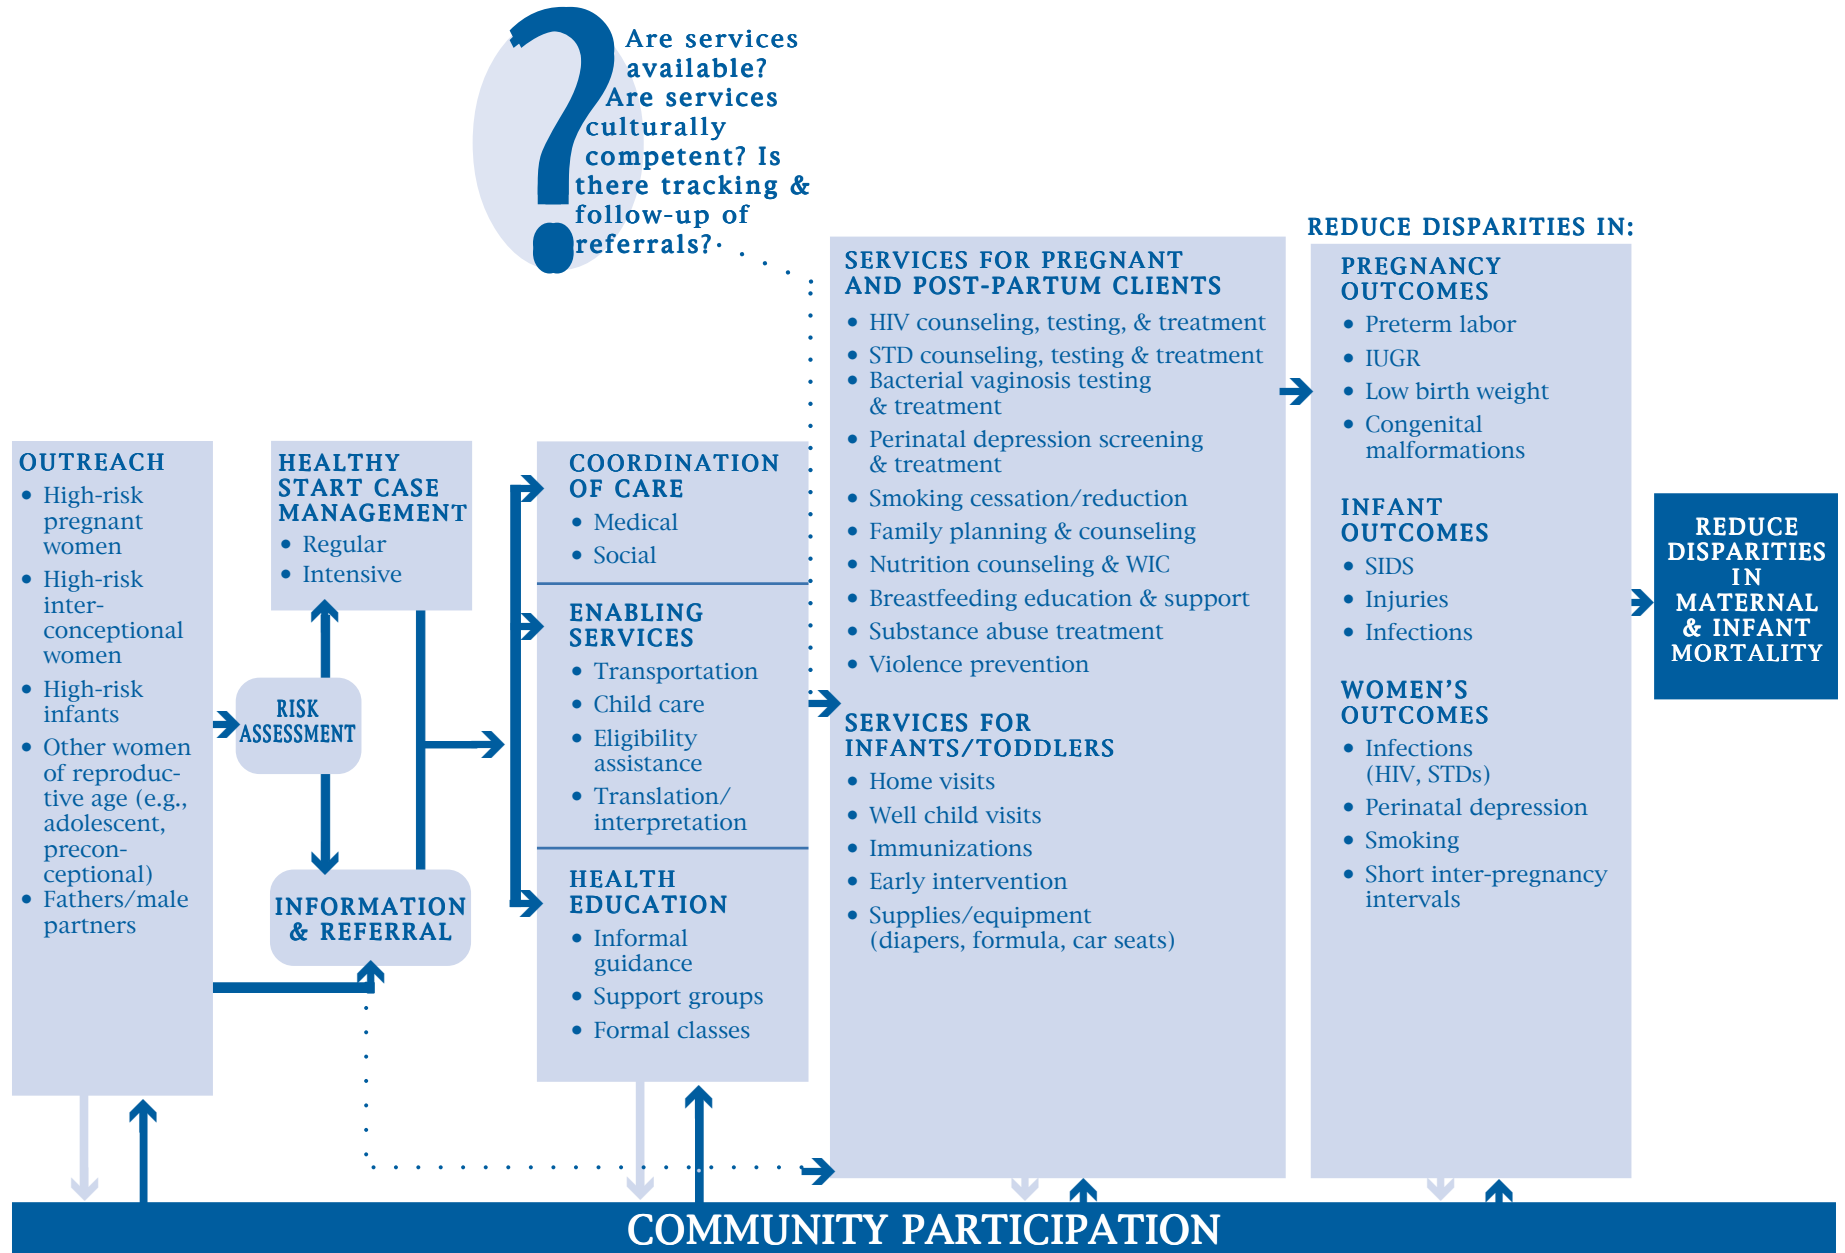 Are services
available?
Are services
culturally
competent? Is
there tracking &
follow-up of
referrals?
OUTREACH
• High-risk
pregnant
women
• High-risk
inter-
conceptional
women
• High-risk
infants
• Other women
of reproduc-
tive age (e.g.,
adolescent,
precon-
ceptional)
• Fathers/male
partners
RISK
ASSESSMENT
HEALTHY
START CASE
MANAGEMENT
• Regular
• Intensive
INFORMATION
& REFERRAL
COORDINATION
OF CARE
• Medical
• Social
ENABLING
SERVICES
• Transportation
• Child care
• Eligibility
assistance
• Translation/
interpretation
HEALTH
EDUCATION
• Informal
guidance
• Support groups
• Formal classes
SERVICES FOR PREGNANT
AND POST-PARTUM CLIENTS
• HIV counseling, testing, & treatment
• STD counseling, testing & treatment
• Bacterial vaginosis testing
& treatment
• Perinatal depression screening
& treatment
• Smoking cessation/reduction
• Family planning & counseling
• Nutrition counseling & WIC
• Breastfeeding education & support
• Substance abuse treatment
• Violence prevention
SERVICES FOR
INFANTS/TODDLERS
• Home visits
• Well child visits
• Immunizations
• Early intervention
• Supplies/equipment
(diapers, formula, car seats)
REDUCE DISPARITIES IN:
PREGNANCY
OUTCOMES
• Preterm labor
• IUGR
• Low birth weight
• Congenital
malformations
INFANT
OUTCOMES
• SIDS
• Injuries
• Infections
WOMEN'S
OUTCOMES
• Infections
(HIV, STDs)
• Perinatal depression
• Smoking
• Short inter-pregnancy
intervals
REDUCE
DISPARITIES
IN
MATERNAL
& INFANT
MORTALITY
COMMUNITY PARTICIPATION